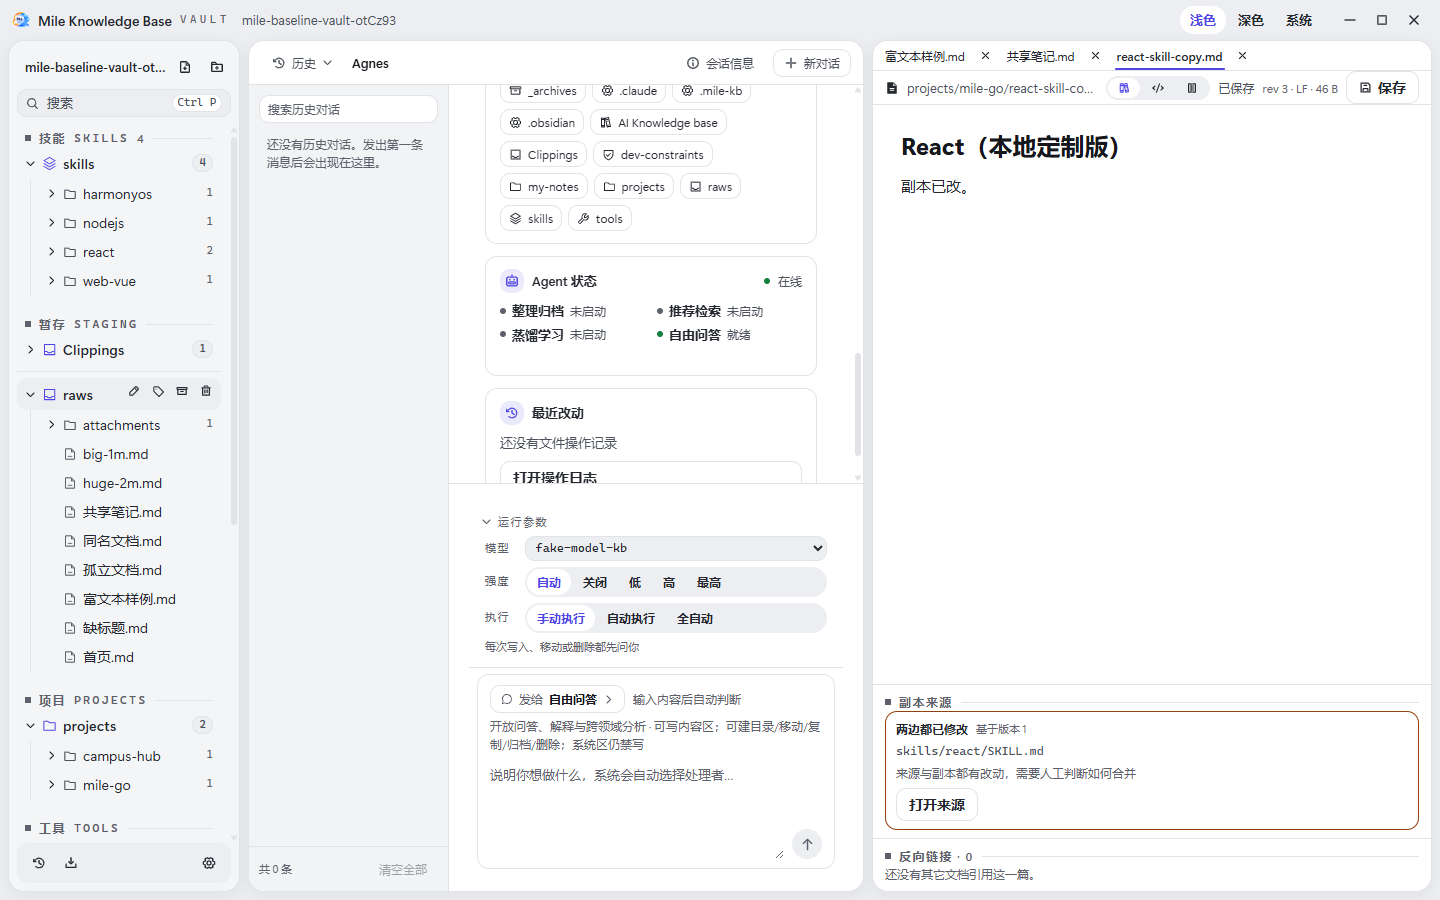 Mile Knowledge Base VAULT mile-baseline-vault-otCz93
浅色 深色 系统
mile-baseline-vault-ot...
搜索 Ctrl P
技能 SKILLS 4
skills 4
harmonyos 1
nodejs 1
react 2
web-vue 1
暂存 STAGING
Clippings 1
raws
attachments 1
big-1m.md
huge-2m.md
共享笔记.md
同名文档.md
孤立文档.md
富文本样例.md
缺标题.md
首页.md
项目 PROJECTS
projects 2
campus-hub 1
mile-go 1
工具 TOOLS
历史 Agnes
会话信息 新对话
搜索历史对话
还没有历史对话。发出第一条
消息后会出现在这里。
共 0 条 清空全部
_archives .claude .mile-kb
.obsidian AI Knowledge base
Clippings dev-constraints
my-notes projects raws
skills tools
Agent 状态 在线
整理归档 未启动 推荐检索 未启动
蒸馏学习 未启动 自由问答 就绪
最近改动
还没有文件操作记录
打开操作日志
运行参数
模型 fake-model-kb
强度 自动 关闭 低 高 最高
执行 手动执行 自动执行 全自动
每次写入、移动或删除都先问你
发给 自由问答 输入内容后自动判断
开放问答、解释与跨领域分析 · 可写内容区；可建目录/移动/复
制/归档/删除；系统区仍禁写
说明你想做什么，系统会自动选择处理者...
富文本样例.md 共享笔记.md react-skill-copy.md
projects/mile-go/react-skill-co... 已保存 rev 3 · LF · 46 B 保存
React（本地定制版）
副本已改。
副本来源
两边都已修改 基于版本 1
skills/react/SKILL.md
来源与副本都有改动，需要人工判断如何合并
打开来源
反向链接 · 0
还没有其它文档引用这一篇。